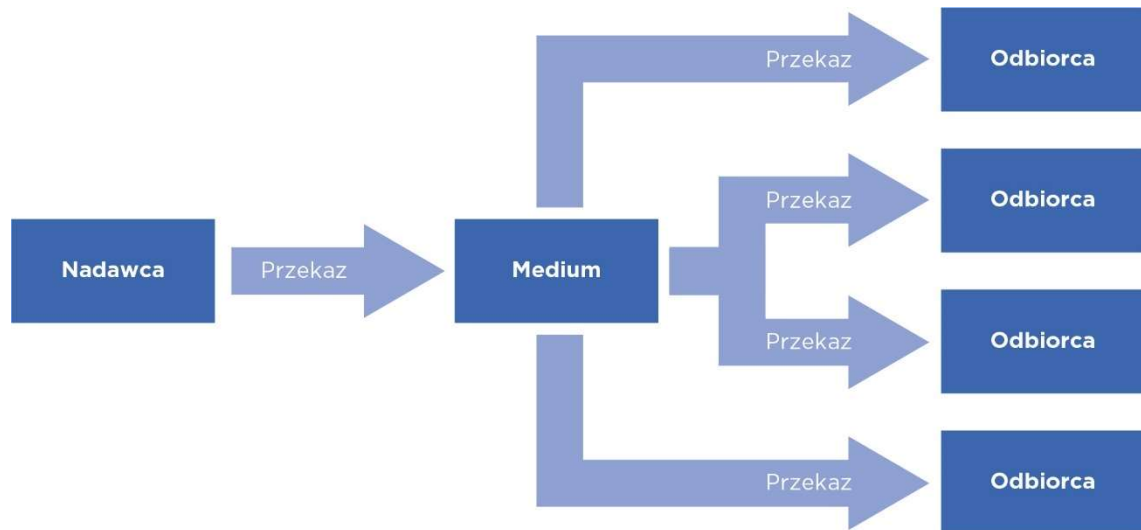 Przekaz
Odbiorca
Przekaz
Odbiorca
Nadawca
Przekaz
Medium
Przekaz
Odbiorca
Przekaz
Odbiorca